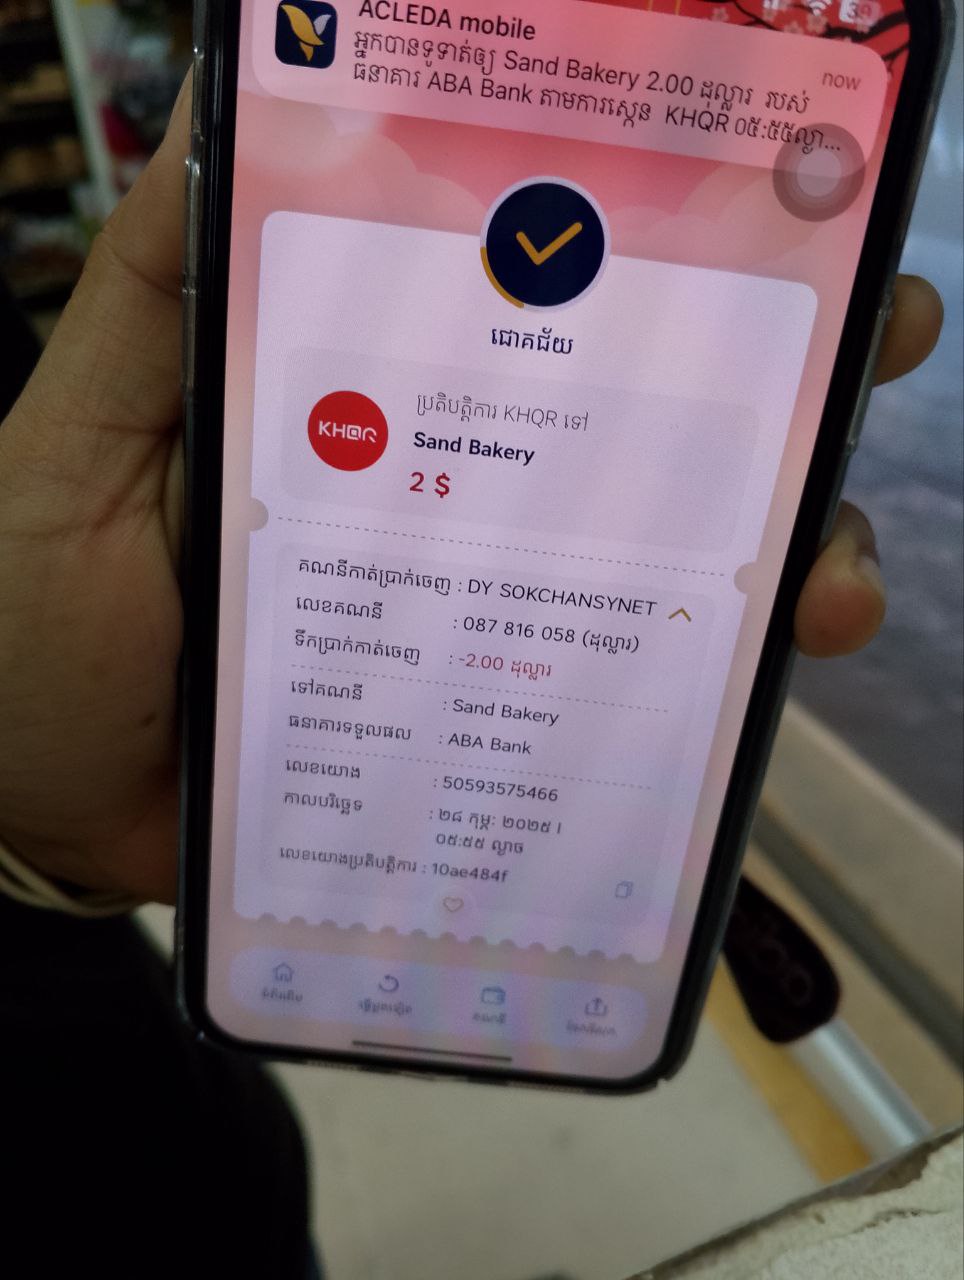 ACLEDA mobile
now
អ្នកបានទូទាត់ឲ្យ Sand Bakery 2.00 ដុល្លារ របស់
ធនាគារ ABA Bank តាមការស្កេន KHQR ០៥:៥៥ល្ងា...
ជោគជ័យ
KHQR
ប្រតិបត្តិការ KHQR ទៅ
Sand Bakery
2 $
គណនីកាត់ប្រាក់ចេញ : DY SOKCHANSYNET
លេខគណនី : 087 816 058 (ដុល្លារ)
ទឹកប្រាក់កាត់ចេញ : -2.00 ដុល្លារ
ទៅគណនី : Sand Bakery
ធនាគារទទួលផល : ABA Bank
លេខយោង : 50593575466
កាលបរិច្ឆេទ : ២៨ កុម្ភៈ ២០២៥ |
០៥:៥៥ ល្ងាច
លេខយោងប្រតិបត្តិការ : 10ae484f
គណនី